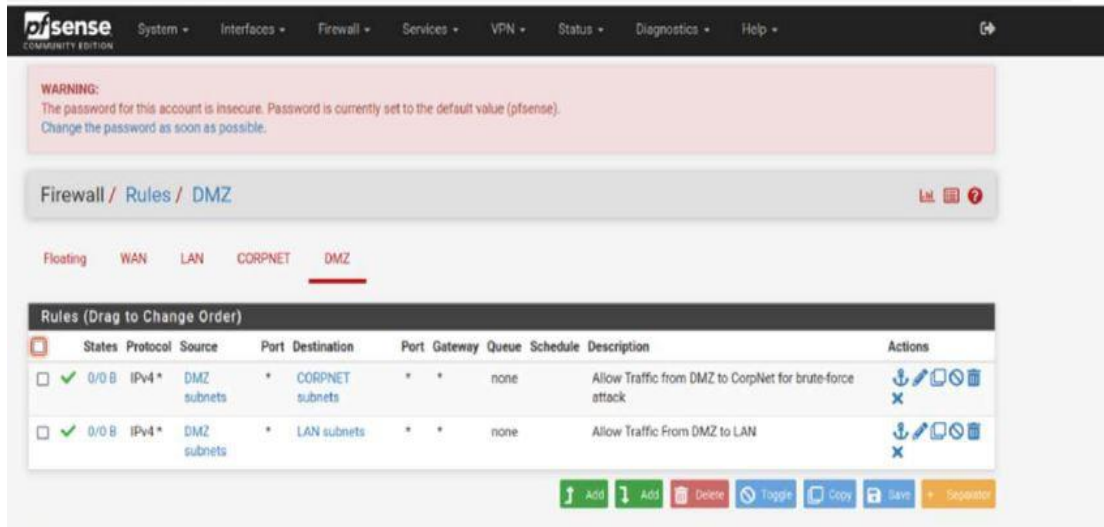 pfsense
COMMUNITY EDITION
System Interfaces Firewall Services VPN Status Diagnostics Help
WARNING:
The password for this account is insecure. Password is currently set to the default value (pfsense).
Change the password as soon as possible.
Firewall / Rules / DMZ
Floating WAN LAN CORPNET DMZ
Rules (Drag to Change Order)
States Protocol Source Port Destination Port Gateway Queue Schedule Description Actions
0/0 B IPv4 * DMZ * CORPNET * * none Allow Traffic from DMZ to CorpNet for brute-force
subnets subnets attack
0/0 B IPv4 * DMZ * LAN subnets * * none Allow Traffic From DMZ to LAN
subnets
Add Add Delete Toggle Copy Save + Separator